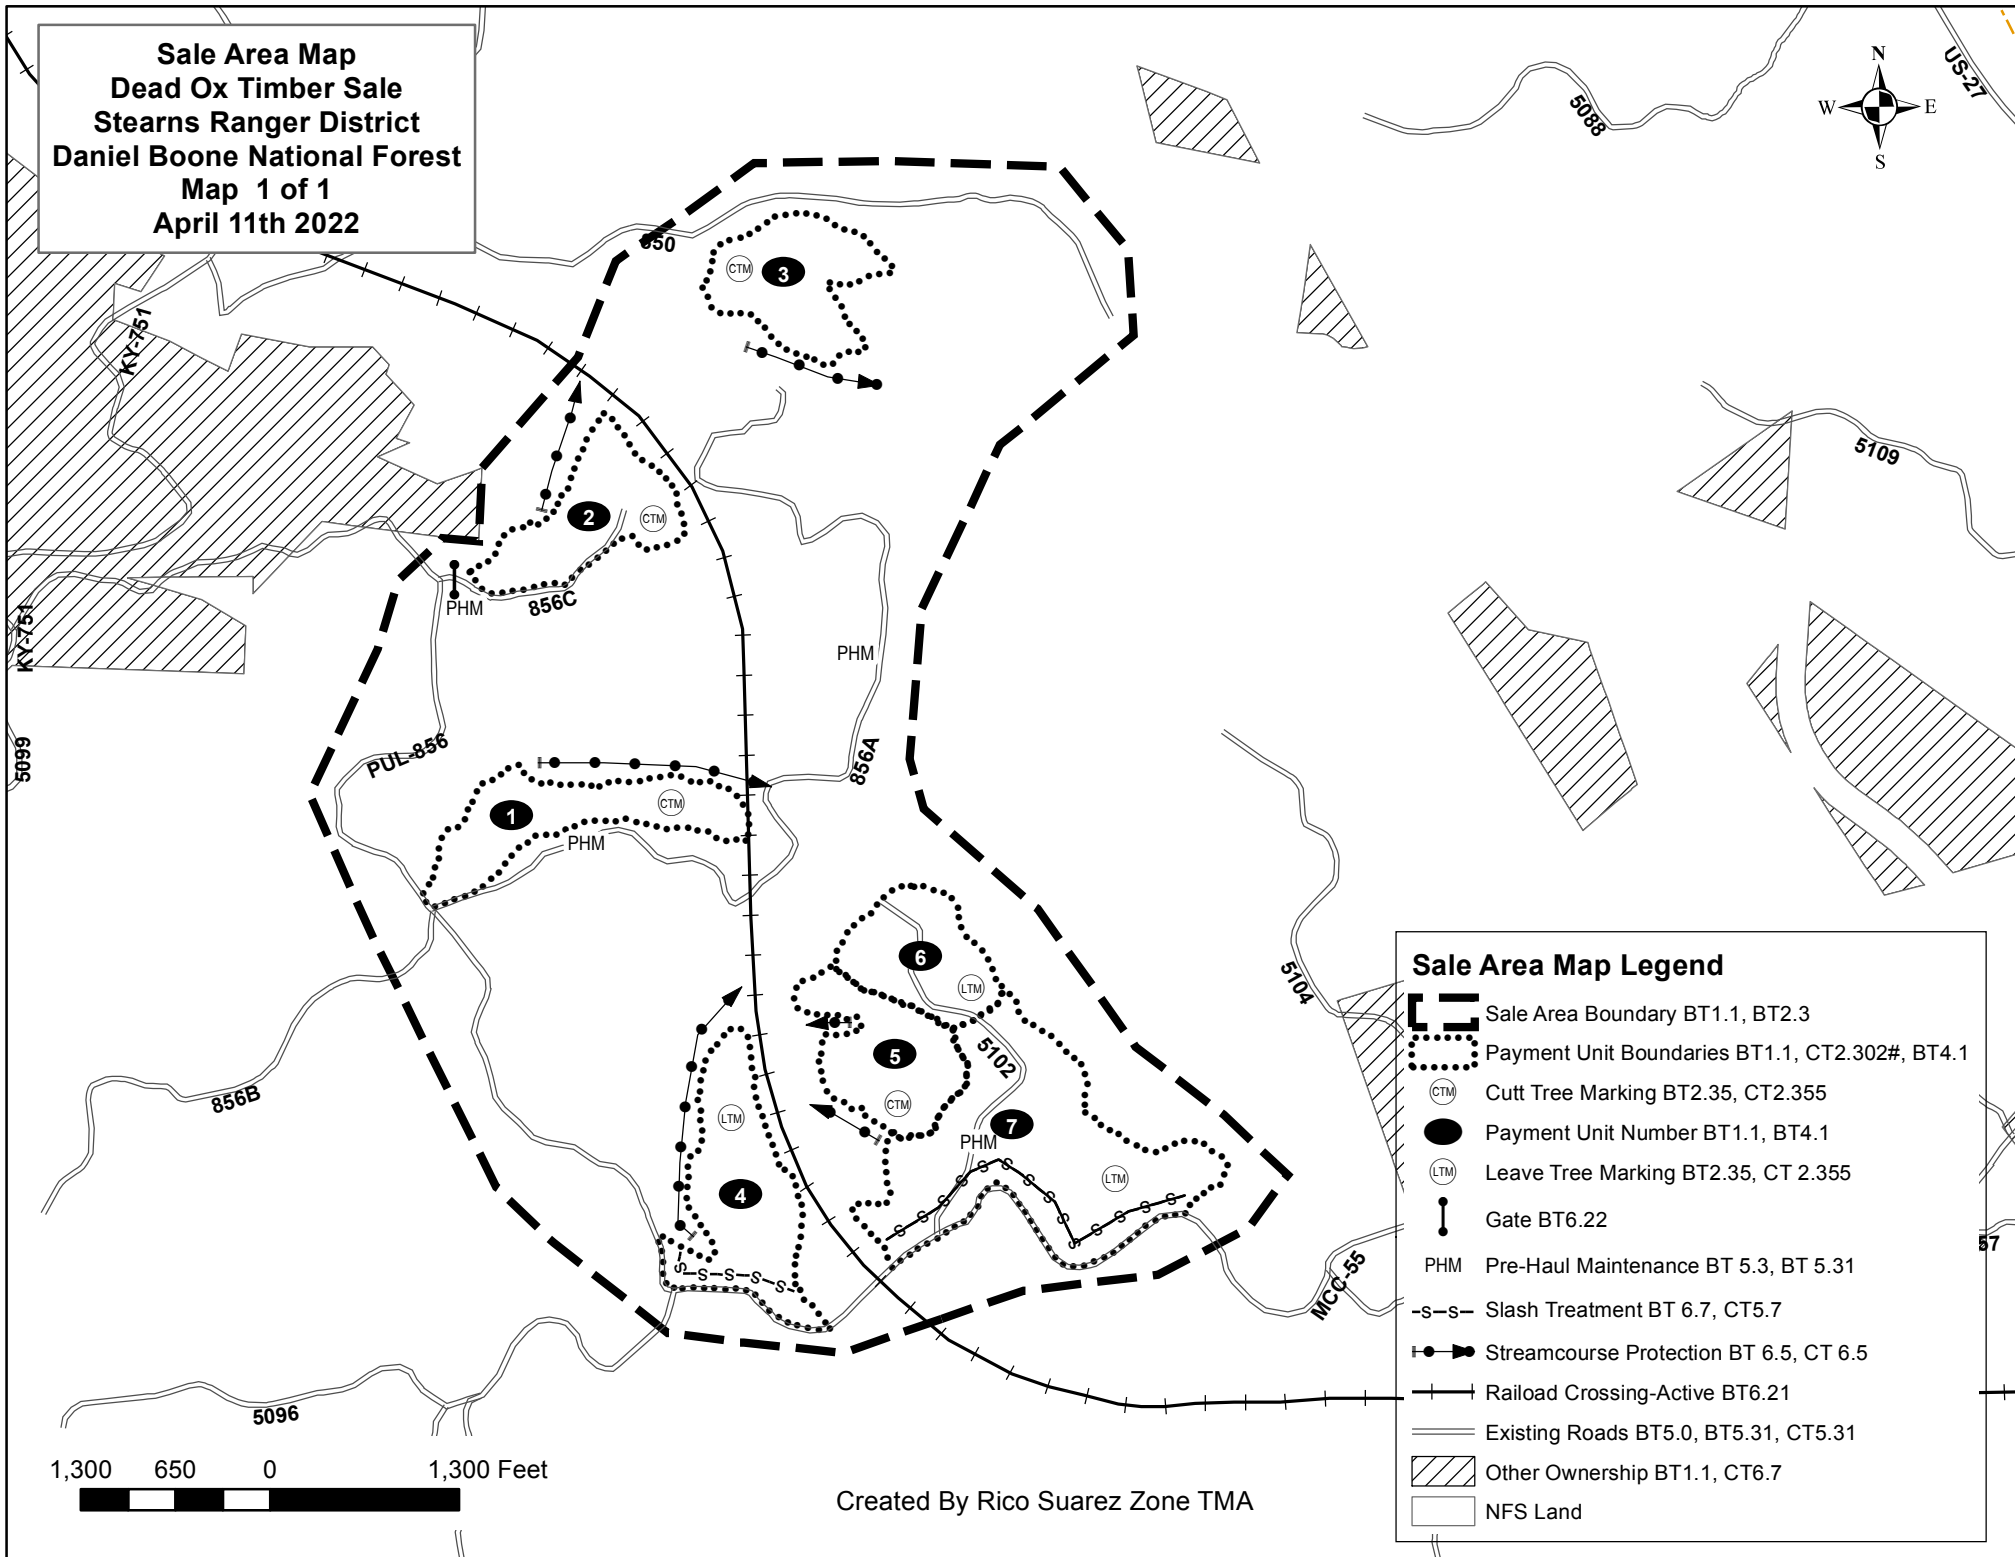 Sale Area Map
Dead Ox Timber Sale
Stearns Ranger District
Daniel Boone National Forest
Map 1 of 1
April 11th 2022
N
W
E
S
US-27
5088
650
CTM
3
KY-751
5109
2
CTM
856C
PHM
KY-751
PHM
5099
PUL-856
856A
1
CTM
PHM
6
LTM
5104
5
5102
CTM
7
PHM
LTM
856B
LTM
4
S S S S S S S S S S S S S
S S S S S
MCC-55
57
5096
Sale Area Map Legend
Sale Area Boundary BT1.1, BT2.3
Payment Unit Boundaries BT1.1, CT2.302#, BT4.1
CTM Cutt Tree Marking BT2.35, CT2.355
Payment Unit Number BT1.1, BT4.1
LTM Leave Tree Marking BT2.35, CT 2.355
Gate BT6.22
PHM Pre-Haul Maintenance BT 5.3, BT 5.31
-S-S- Slash Treatment BT 6.7, CT5.7
Streamcourse Protection BT 6.5, CT 6.5
Raiload Crossing-Active BT6.21
Existing Roads BT5.0, BT5.31, CT5.31
Other Ownership BT1.1, CT6.7
NFS Land
1,300 650 0 1,300 Feet
Created By Rico Suarez Zone TMA